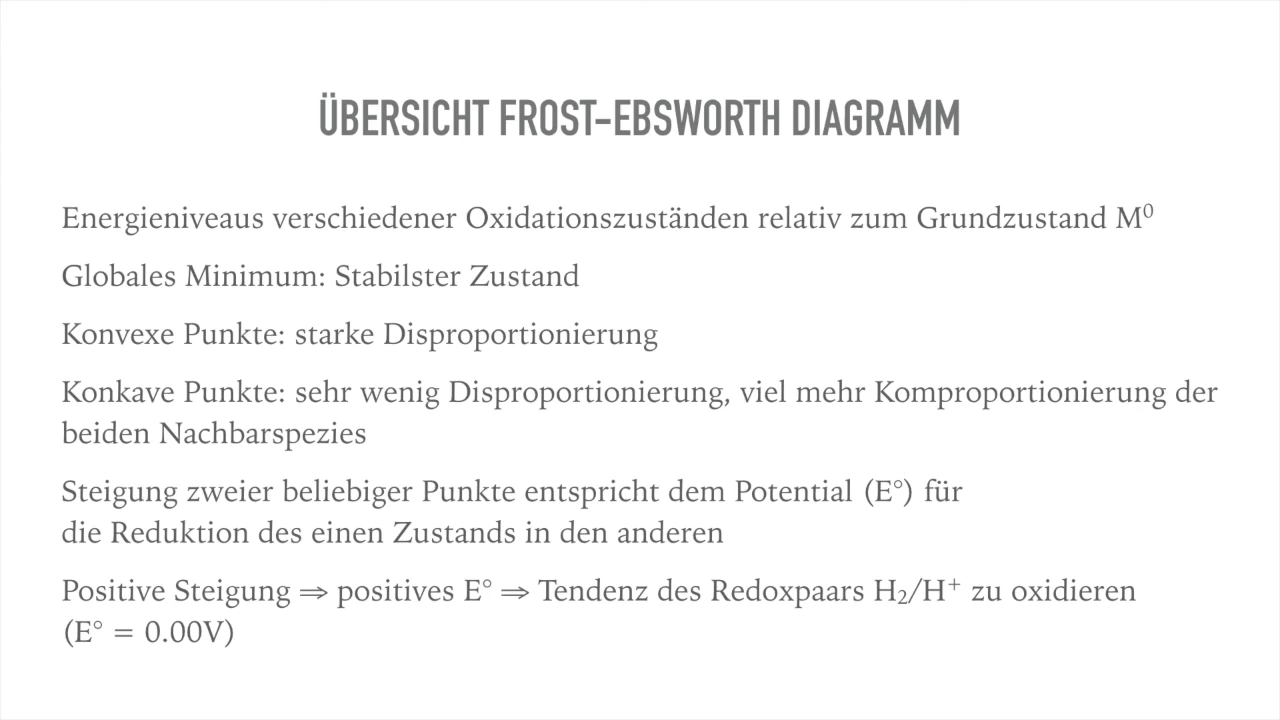 ÜBERSICHT FROST-EBSWORTH DIAGRAMM
Energieniveaus verschiedener Oxidationszuständen relativ zum Grundzustand M⁰
Globales Minimum: Stabilster Zustand
Konvexe Punkte: starke Disproportionierung
Konkave Punkte: sehr wenig Disproportionierung, viel mehr Komproportionierung der
beiden Nachbarspezies
Steigung zweier beliebiger Punkte entspricht dem Potential (E°) für
die Reduktion des einen Zustands in den anderen
Positive Steigung ⇒ positives E° ⇒ Tendenz des Redoxpaars H₂/H⁺ zu oxidieren
(E° = 0.00V)